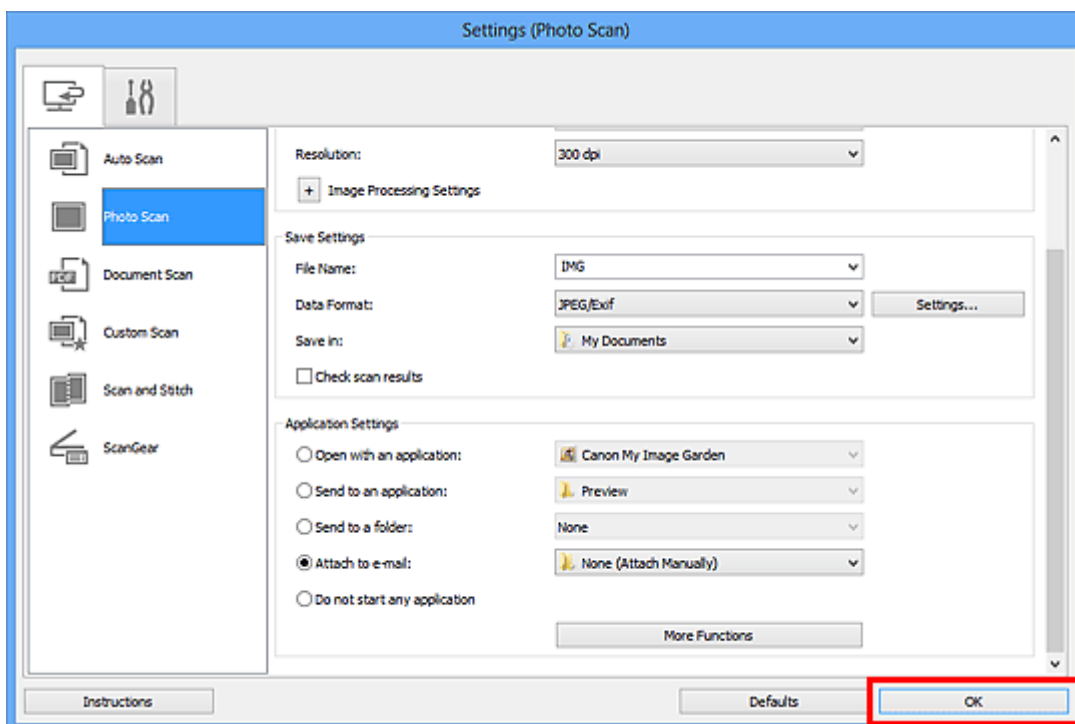 Settings (Photo Scan)
Auto Scan
Photo Scan
Document Scan
Custom Scan
Scan and Stitch
ScanGear
Resolution: 300 dpi
+ Image Processing Settings
Save Settings
File Name: IMG
Data Format: JPEG/Exif Settings...
Save in: My Documents
Check scan results
Application Settings
Open with an application: Canon My Image Garden
Send to an application: Preview
Send to a folder: None
Attach to e-mail: None (Attach Manually)
Do not start any application
More Functions
Instructions Defaults OK